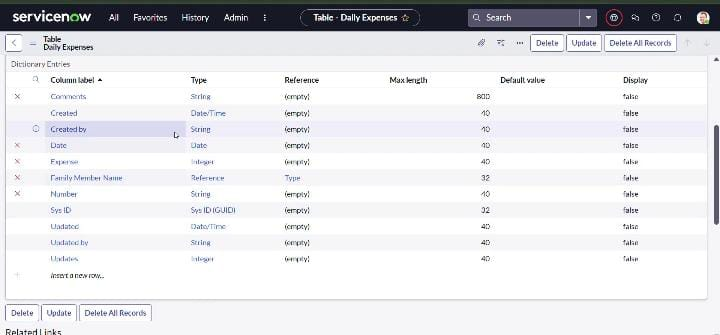 servicenow All Favorites History Admin Table - Daily Expenses Search
Table
Daily Expenses Delete Update Delete All Records
Dictionary Entries
Column label Type Reference Max length Default value Display
Comments String (empty) 800 false
Created Date/Time (empty) 40 false
Created by String (empty) 40 false
Date Date (empty) 40 false
Expense Integer (empty) 40 false
Family Member Name Reference Type 32 false
Number String (empty) 40 false
Sys ID Sys ID (GUID) (empty) 32 false
Updated Date/Time (empty) 40 false
Updated by String (empty) 40 false
Updates Integer (empty) 40 false
Insert a new row...
Delete Update Delete All Records
Related Links